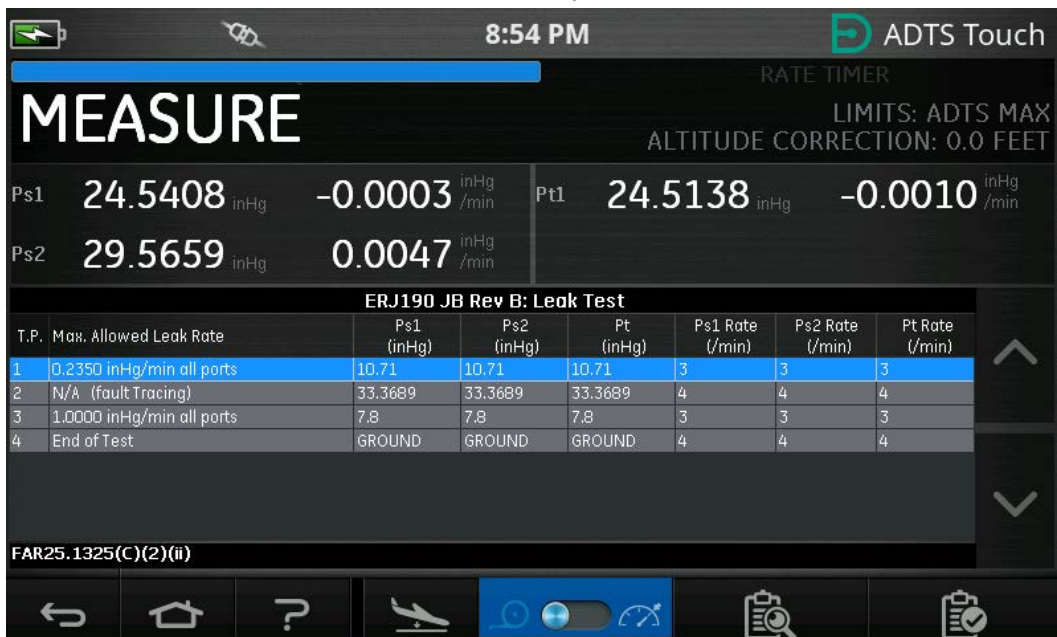 8:54 PM ADTS Touch
RATE TIMER
MEASURE
LIMITS: ADTS MAX
ALTITUDE CORRECTION: 0.0 FEET
Ps1 24.5408 inHg -0.0003 inHg/min Pt1 24.5138 inHg -0.0010 inHg/min
Ps2 29.5659 inHg 0.0047 inHg/min
ERJ190 JB Rev B: Leak Test
T.P. Max. Allowed Leak Rate Ps1 (inHg) Ps2 (inHg) Pt (inHg) Ps1 Rate (/min) Ps2 Rate (/min) Pt Rate (/min)
1 0.2350 inHg/min all ports 10.71 10.71 10.71 3 3 3
2 N/A (fault Tracing) 33.3689 33.3689 33.3689 4 4 4
3 1.0000 inHg/min all ports 7.8 7.8 7.8 3 3 3
4 End of Test GROUND GROUND GROUND 4 4 4
FAR25.1325(C)(2)(ii)
?